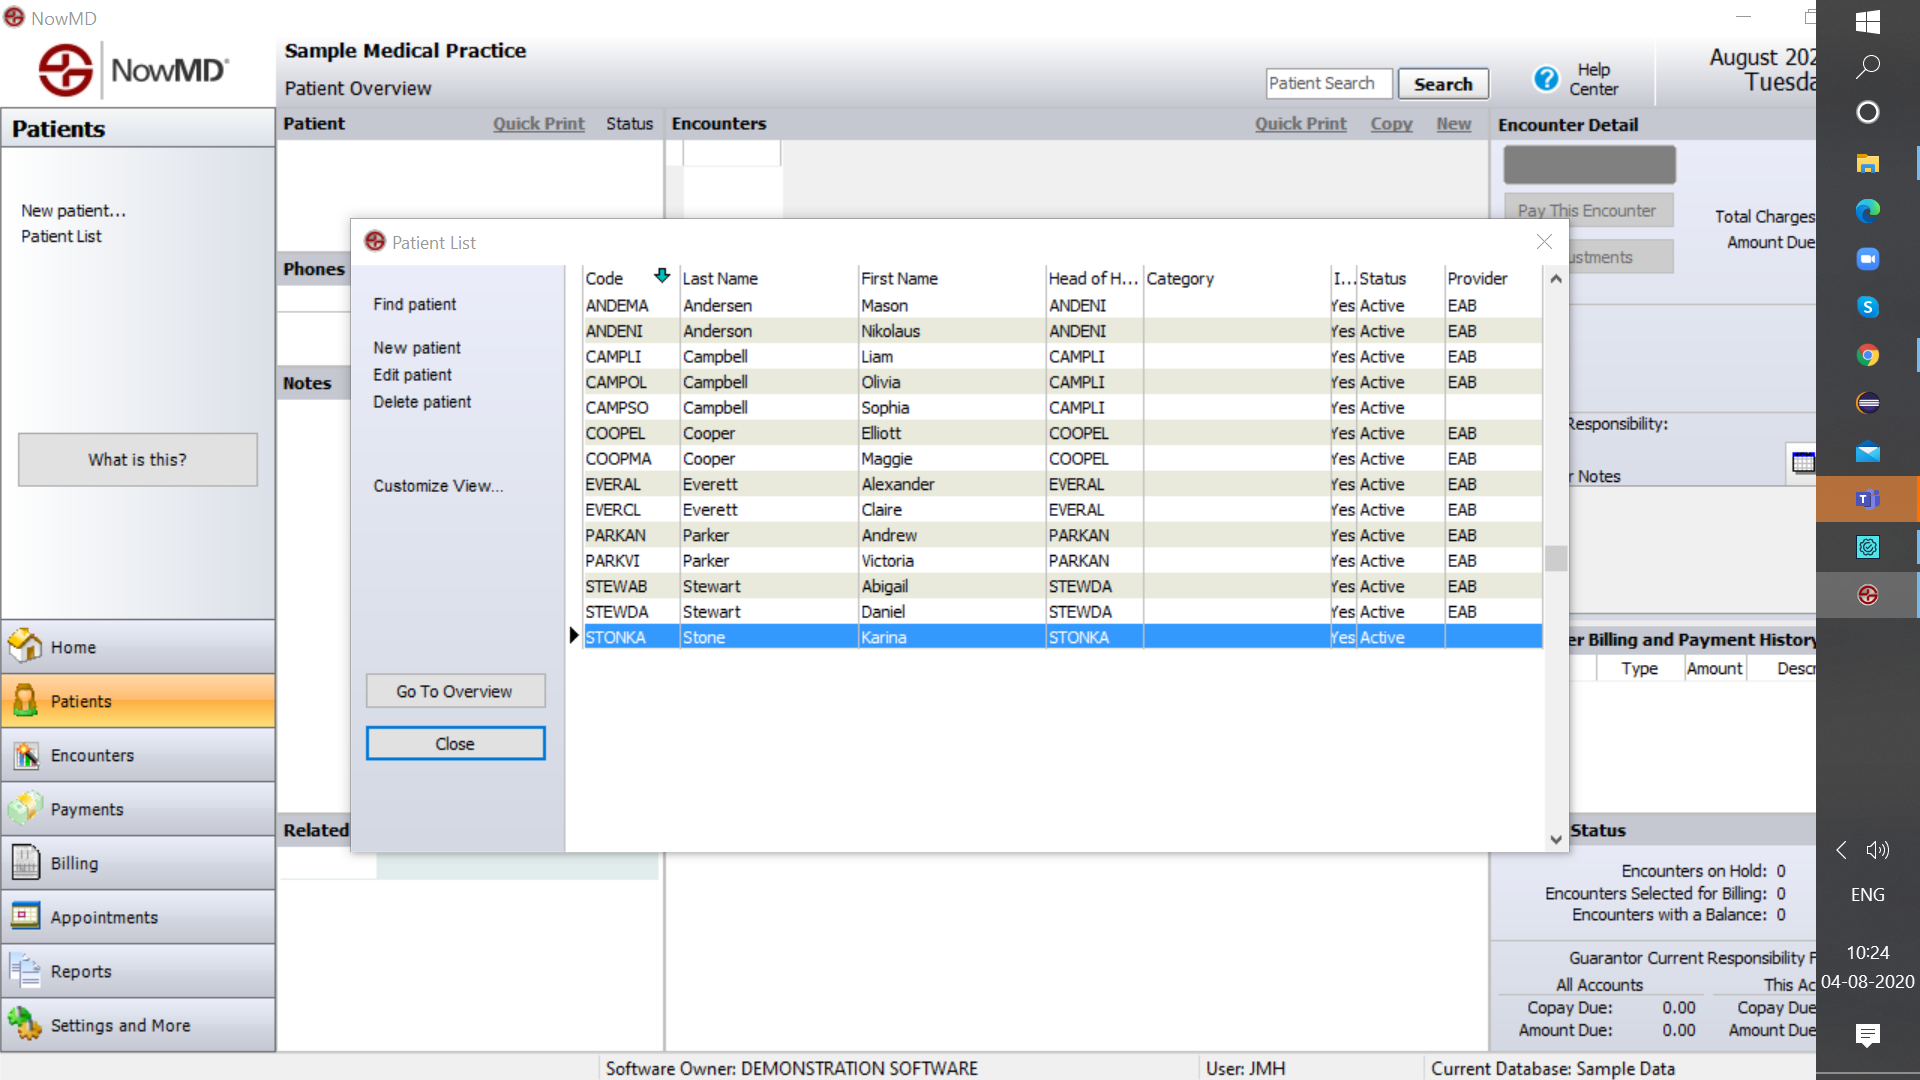 NowMD
NowMD
Sample Medical Practice
Patient Overview
Patient Search
Search
Help
Center
August 202
Tuesda
Patients
New patient...
Patient List
What is this?
Home
Patients
Encounters
Payments
Billing
Appointments
Reports
Settings and More
Patient Quick Print Status
Encounters Quick Print Copy New
Encounter Detail
Pay This Encounter
ustments
Total Charges
Amount Due
Phones
Notes
Related
Patient List
Find patient
New patient
Edit patient
Delete patient
Customize View...
Go To Overview
Close
Code Last Name First Name Head of H... Category I... Status Provider
ANDEMA Andersen Mason ANDENI Yes Active EAB
ANDENI Anderson Nikolaus ANDENI Yes Active EAB
CAMPLI Campbell Liam CAMPLI Yes Active EAB
CAMPOL Campbell Olivia CAMPLI Yes Active EAB
CAMPSO Campbell Sophia CAMPLI Yes Active
COOPEL Cooper Elliott COOPEL Yes Active EAB
COOPMA Cooper Maggie COOPEL Yes Active EAB
EVERAL Everett Alexander EVERAL Yes Active EAB
EVERCL Everett Claire EVERAL Yes Active EAB
PARKAN Parker Andrew PARKAN Yes Active EAB
PARKVI Parker Victoria PARKAN Yes Active EAB
STEWAB Stewart Abigail STEWDA Yes Active EAB
STEWDA Stewart Daniel STEWDA Yes Active EAB
STONKA Stone Karina STONKA Yes Active
Responsibility:
r Notes
er Billing and Payment History
Type Amount Descr
Status
Encounters on Hold: 0
Encounters Selected for Billing: 0
Encounters with a Balance: 0
Guarantor Current Responsibility F
All Accounts This Ac
Copay Due: 0.00 Copay Due
Amount Due: 0.00 Amount Due
Software Owner: DEMONSTRATION SOFTWARE
User: JMH
Current Database: Sample Data
ENG
10:24
04-08-2020